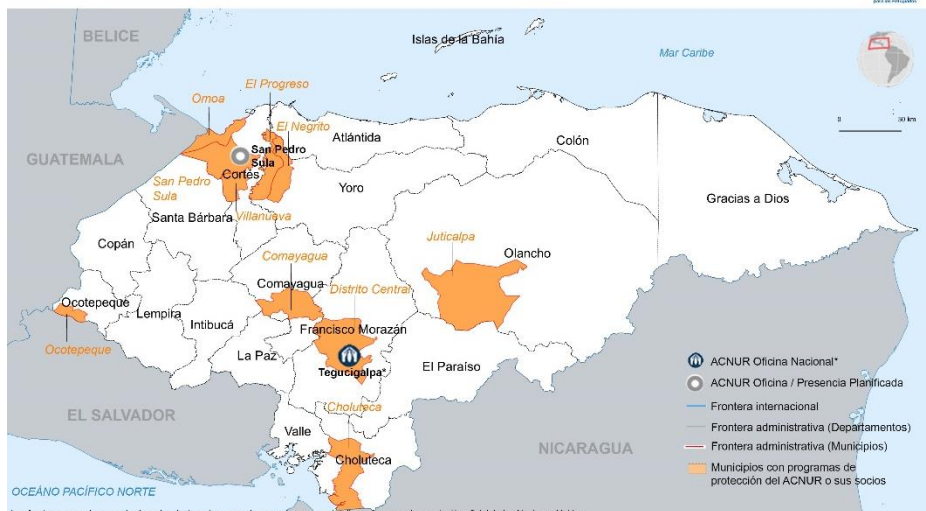 BELICE
Islas de la Bahía
Mar Caribe
El Progreso
Omoa
El Negrito
0 30 km
San Pedro
Sula
Atlántida
Colón
GUATEMALA
Cortés
San Pedro
Sula
Yoro
Gracias a Dios
Santa Bárbara
Villanueva
Copán
Juticalpa
Olancho
Comayagua
Comayagua
Distrito Central
Ocotepeque
Lempira
Intibucá
Francisco Morazán
Ocotepeque
La Paz
Tegucigalpa*
El Paraíso
ACNUR Oficina Nacional*
ACNUR Oficina / Presencia Planificada
Choluteca
Frontera internacional
EL SALVADOR
Frontera administrativa (Departamentos)
Valle
NICARAGUA
Frontera administrativa (Municipios)
Choluteca
Municipios con programas de
protección del ACNUR o sus socios
OCEÁNO PACÍFICO NORTE